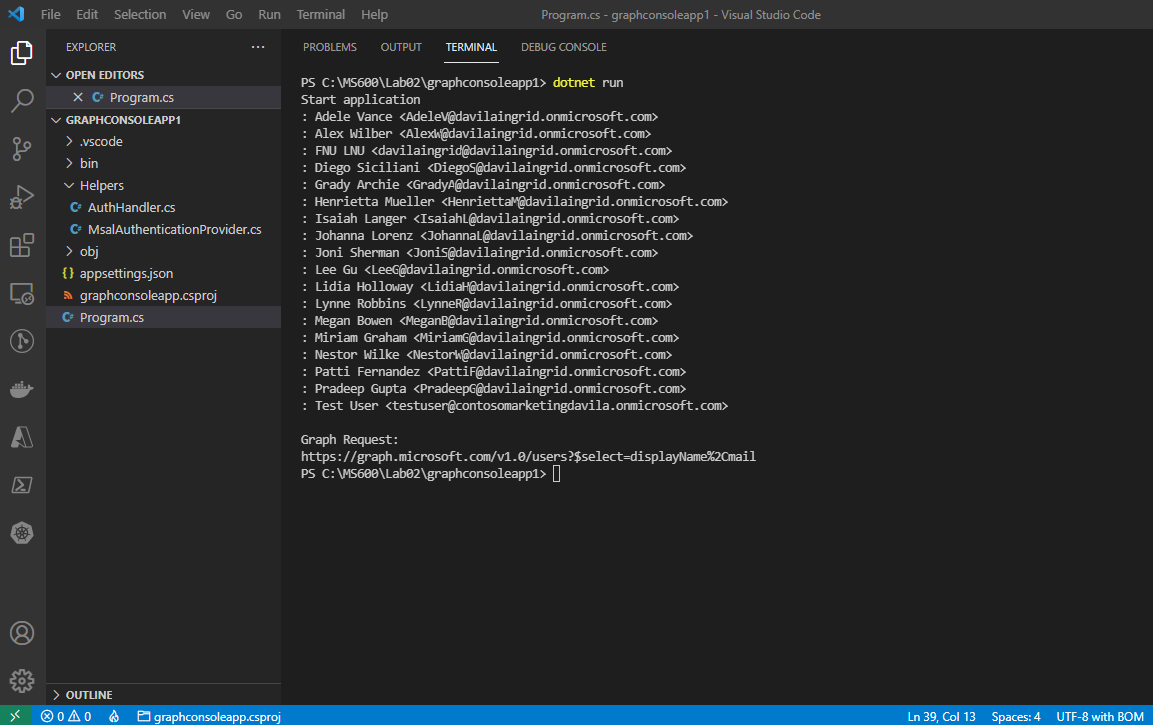 File Edit Selection View Go Run Terminal Help
Program.cs - graphconsoleapp1 - Visual Studio Code
EXPLORER
OPEN EDITORS
Program.cs
GRAPHCONSOLEAPP1
.vscode
bin
Helpers
AuthHandler.cs
MsalAuthenticationProvider.cs
obj
appsettings.json
graphconsoleapp.csproj
Program.cs
OUTLINE
PROBLEMS OUTPUT TERMINAL DEBUG CONSOLE
PS C:\MS600\Lab02\graphconsoleapp1> dotnet run
Start application
: Adele Vance <AdeleV@davilaingrid.onmicrosoft.com>
: Alex Wilber <AlexW@davilaingrid.onmicrosoft.com>
: FNU LNU <davilaingrid@davilaingrid.onmicrosoft.com>
: Diego Siciliani <DiegoS@davilaingrid.onmicrosoft.com>
: Grady Archie <GradyA@davilaingrid.onmicrosoft.com>
: Henrietta Mueller <HenriettaM@davilaingrid.onmicrosoft.com>
: Isaiah Langer <IsaiahL@davilaingrid.onmicrosoft.com>
: Johanna Lorenz <JohannaL@davilaingrid.onmicrosoft.com>
: Joni Sherman <JoniS@davilaingrid.onmicrosoft.com>
: Lee Gu <LeeG@davilaingrid.onmicrosoft.com>
: Lidia Holloway <LidiaH@davilaingrid.onmicrosoft.com>
: Lynne Robbins <LynneR@davilaingrid.onmicrosoft.com>
: Megan Bowen <MeganB@davilaingrid.onmicrosoft.com>
: Miriam Graham <MiriamG@davilaingrid.onmicrosoft.com>
: Nestor Wilke <NestorW@davilaingrid.onmicrosoft.com>
: Patti Fernandez <PattiF@davilaingrid.onmicrosoft.com>
: Pradeep Gupta <PradeepG@davilaingrid.onmicrosoft.com>
: Test User <testuser@contosomarketingdavila.onmicrosoft.com>
Graph Request:
https://graph.microsoft.com/v1.0/users?$select=displayName%2Cmail
PS C:\MS600\Lab02\graphconsoleapp1>
0 0 graphconsoleapp.csproj Ln 39, Col 13 Spaces: 4 UTF-8 with BOM